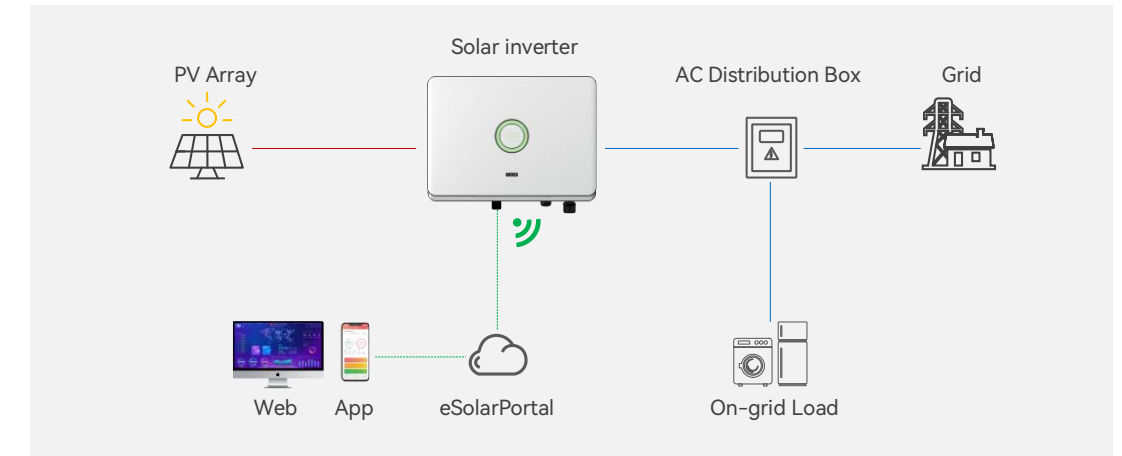 Solar inverter
PV Array
AC Distribution Box
Grid
Web
App
eSolarPortal
On-grid Load